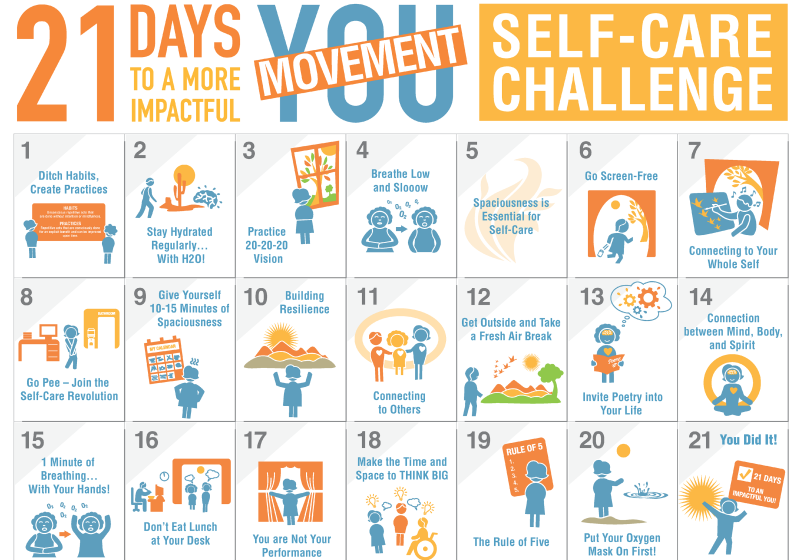 21 DAYS
TO A MORE
IMPACTFUL
YOU
MOVEMENT
SELF-CARE
CHALLENGE
1
Ditch Habits,
Create Practices
HABITS
PRACTICES
2
Stay Hydrated
Regularly...
With H2O!
3
Practice
20-20-20
Vision
4
Breathe Low
and Slooow
O2 O2 O2
5
Spaciousness is
Essential for
Self-Care
6
Go Screen-Free
7
Connecting to Your
Whole Self
8
Go Pee – Join the
Self-Care Revolution
9
Give Yourself
10-15 Minutes of
Spaciousness
MY CALENDAR
10
Building
Resilience
11
Connecting
to Others
12
Get Outside and Take
a Fresh Air Break
13
Invite Poetry into
Your Life
14
Connection
between Mind, Body,
and Spirit
15
1 Minute of
Breathing...
With Your Hands!
O2 O2 O2
16
Don't Eat Lunch
at Your Desk
17
You are Not Your
Performance
18
Make the Time and
Space to THINK BIG
19
RULE OF 5
1.
2.
3.
4.
5.
The Rule of Five
20
Put Your Oxygen
Mask On First!
21
You Did It!
21 DAYS
TO AN
IMPACTFUL YOU!